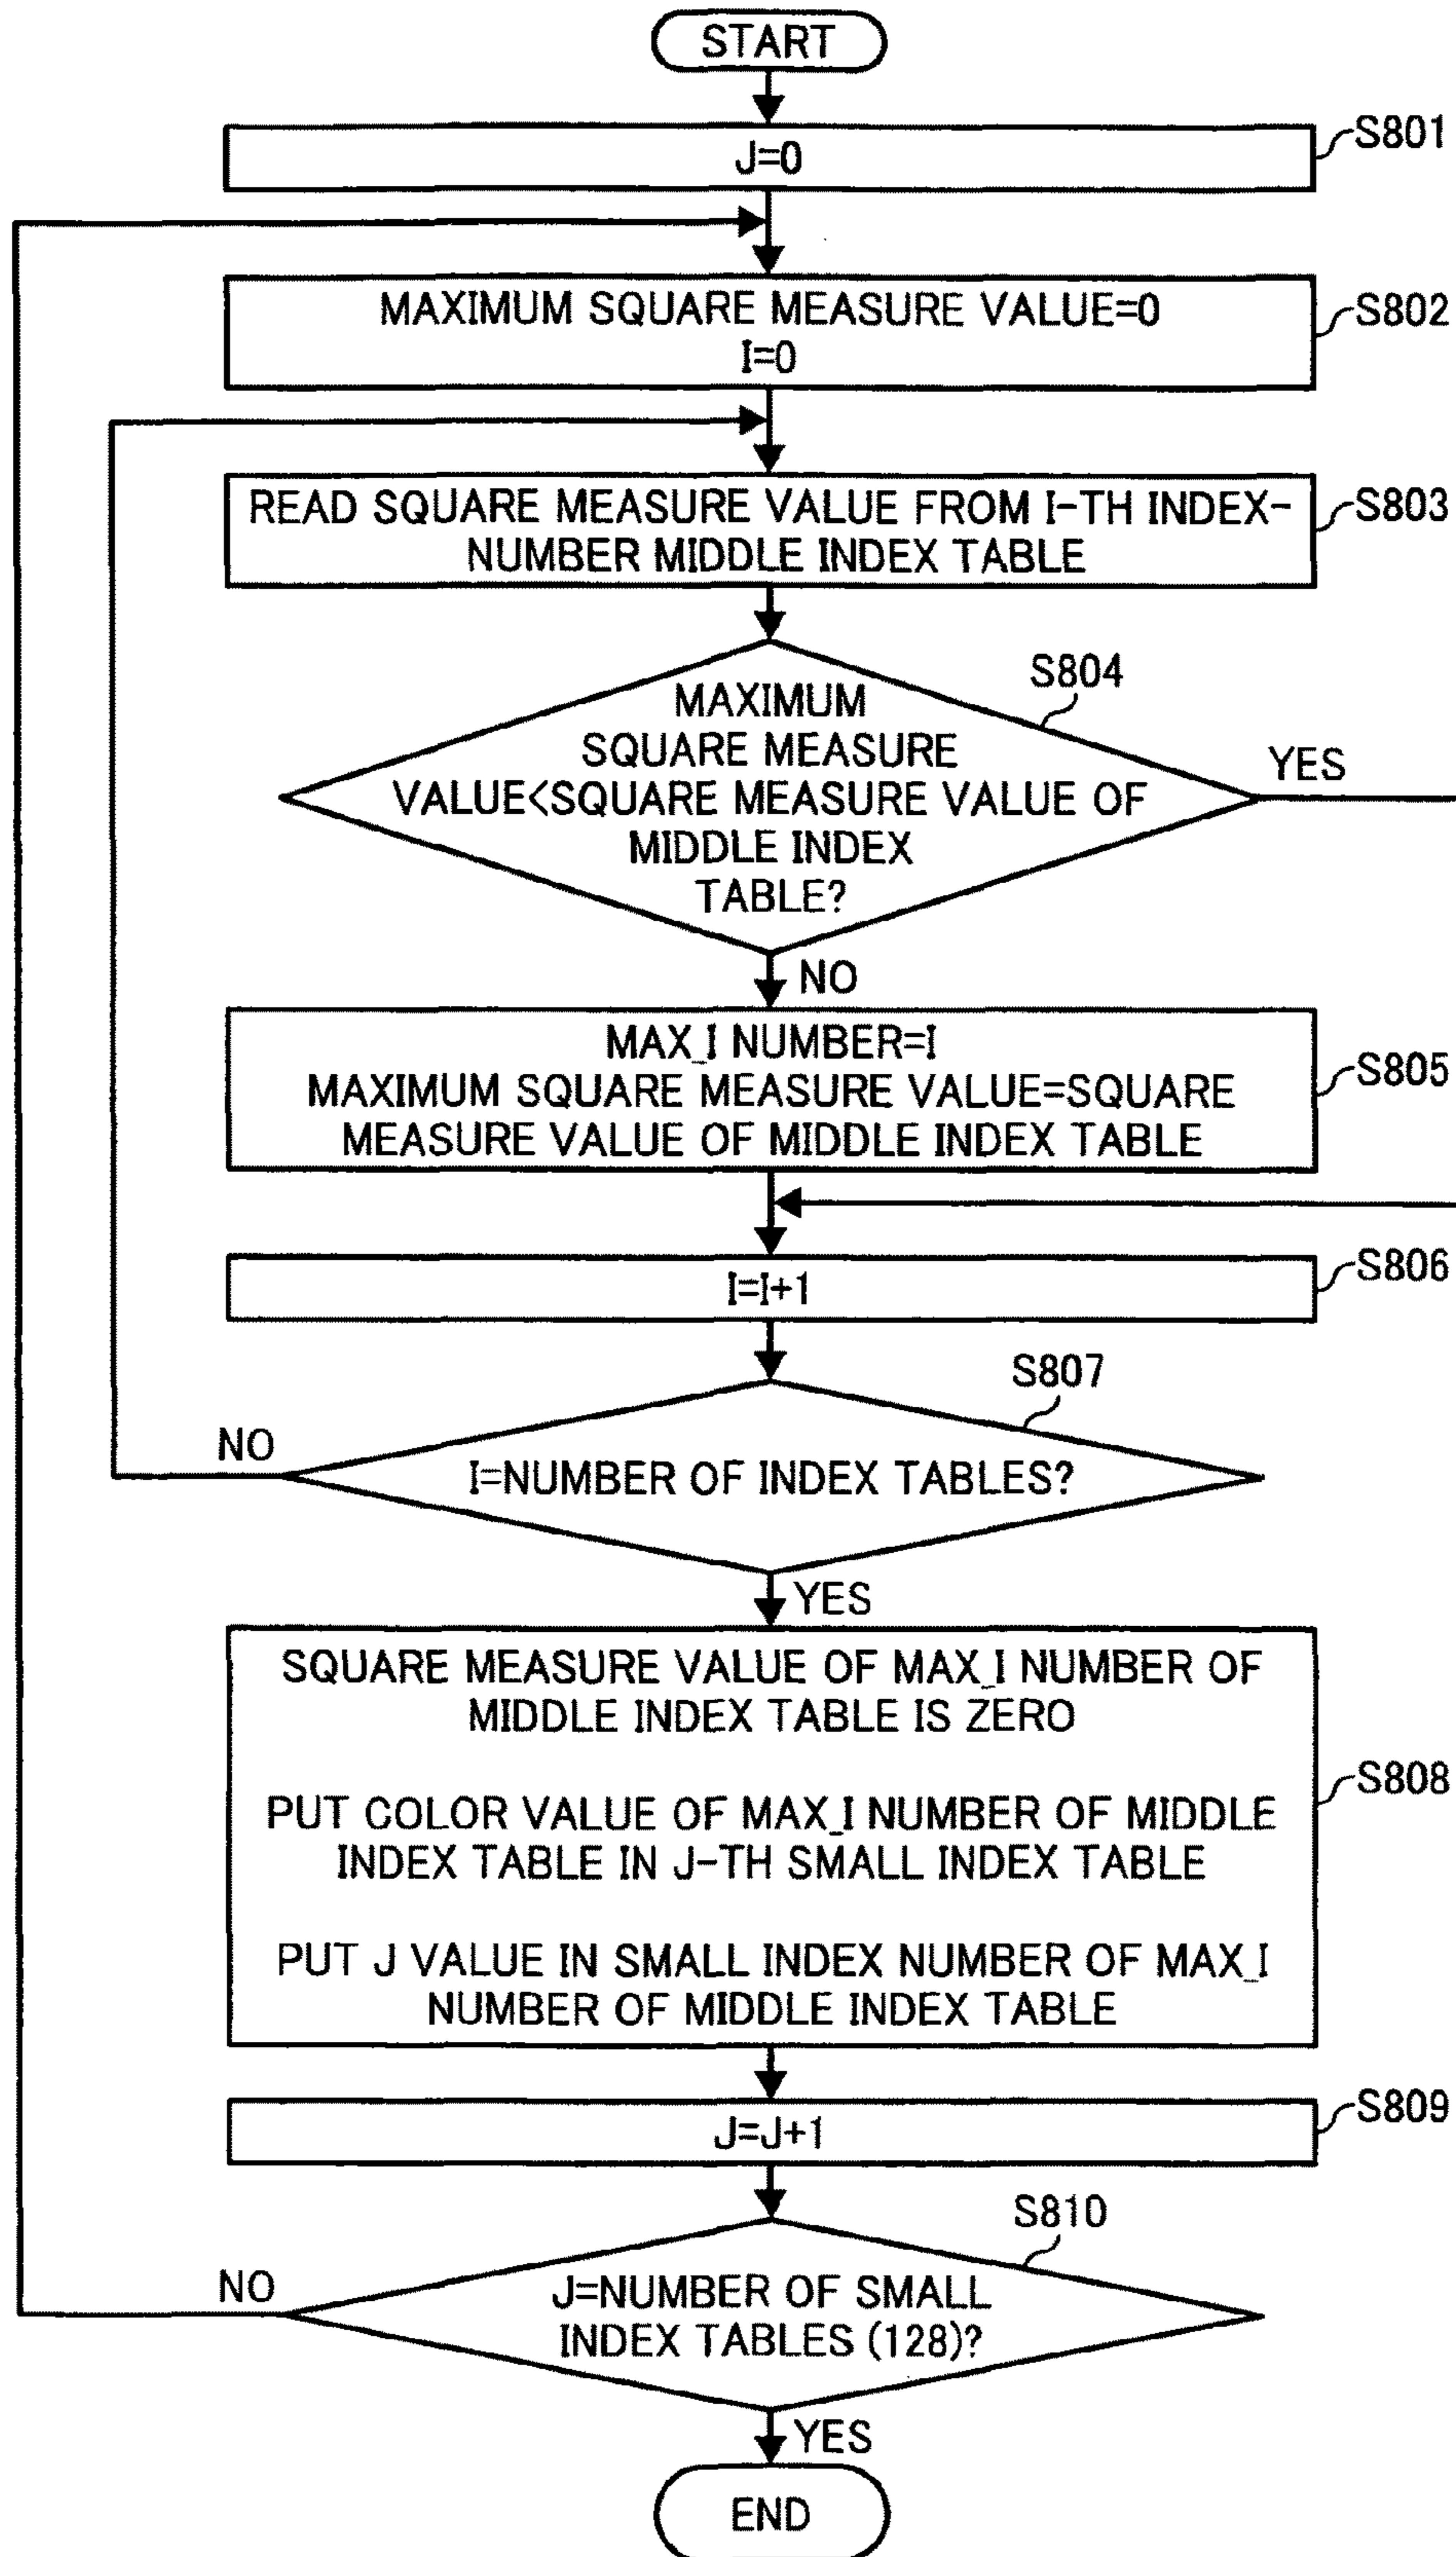 START
J=0
S801
MAXIMUM SQUARE MEASURE VALUE=0
I=0
S802
READ SQUARE MEASURE VALUE FROM I-TH INDEX-
NUMBER MIDDLE INDEX TABLE
S803
S804
MAXIMUM
SQUARE MEASURE
VALUE<SQUARE MEASURE VALUE OF
MIDDLE INDEX
TABLE?
YES
NO
MAX_I NUMBER=I
MAXIMUM SQUARE MEASURE VALUE=SQUARE
MEASURE VALUE OF MIDDLE INDEX TABLE
S805
I=I+1
S806
S807
NO
I=NUMBER OF INDEX TABLES?
YES
SQUARE MEASURE VALUE OF MAX_I NUMBER OF
MIDDLE INDEX TABLE IS ZERO
PUT COLOR VALUE OF MAX_I NUMBER OF MIDDLE
INDEX TABLE IN J-TH SMALL INDEX TABLE
PUT J VALUE IN SMALL INDEX NUMBER OF MAX_I
NUMBER OF MIDDLE INDEX TABLE
S808
J=J+1
S809
S810
NO
J=NUMBER OF SMALL
INDEX TABLES (128)?
YES
END